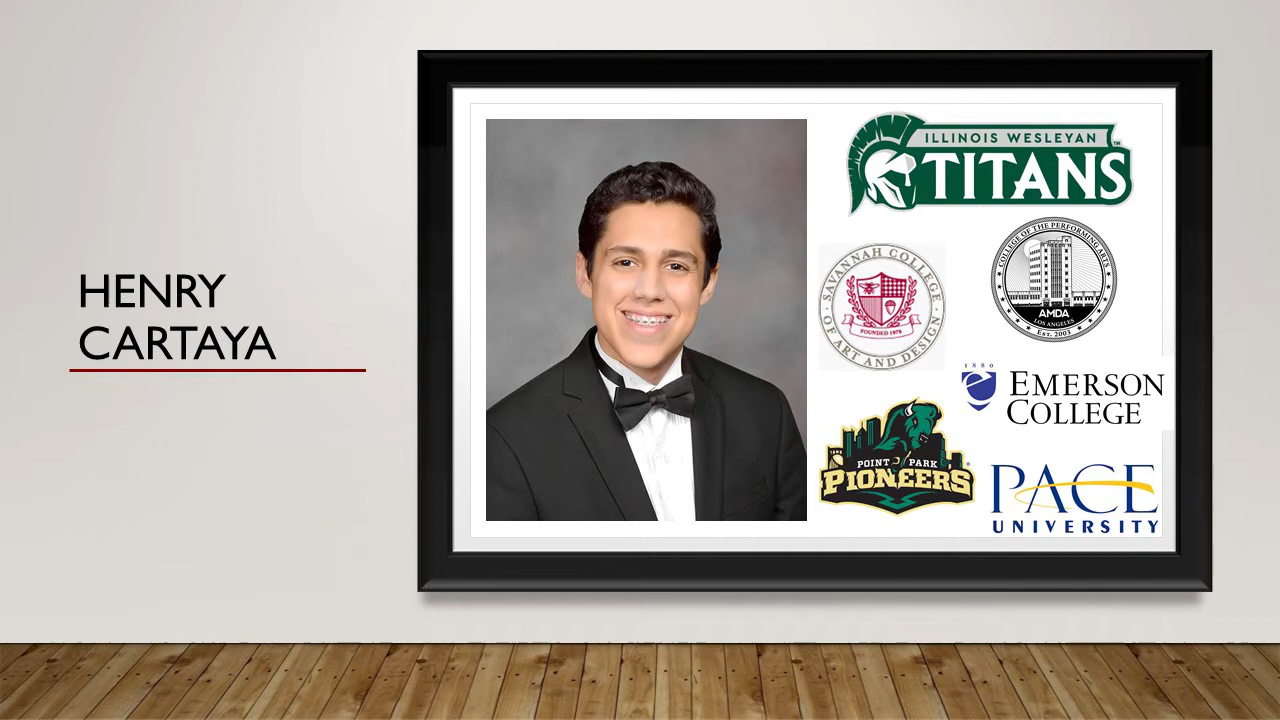 HENRY
CARTAYA
ILLINOIS WESLEYAN
TITANS™
COLLEGE OF THE PERFORMING ARTS
AMDA
LOS ANGELES
EST. 2003
SAVANNAH COLLEGE
OF ART AND DESIGN
FOUNDED 1978
1880
EMERSON
COLLEGE
POINT PARK
PIONEERS
PACE
UNIVERSITY